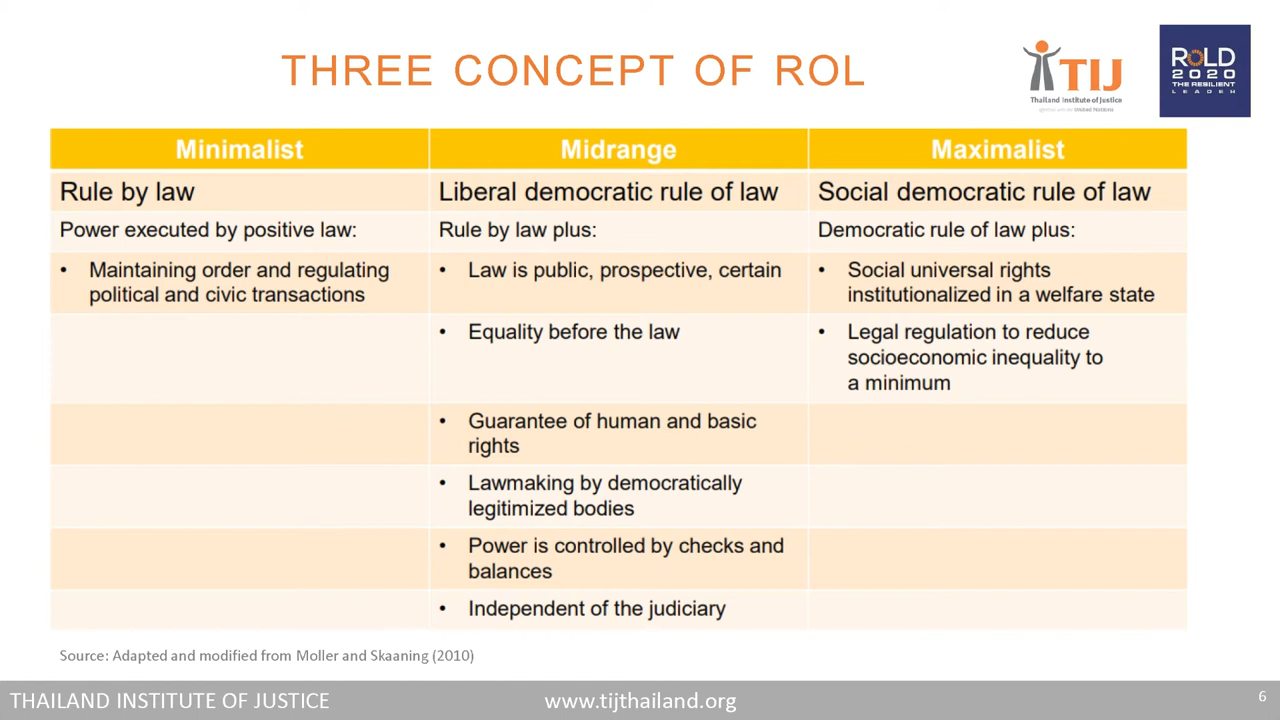 THREE CONCEPT OF ROL
TIJ
Thailand Institute of Justice
RoLD
2020
THE RESILIENT
LEADER
Minimalist
Midrange
Maximalist
Rule by law
Liberal democratic rule of law
Social democratic rule of law
Power executed by positive law:
Rule by law plus:
Democratic rule of law plus:
• Maintaining order and regulating
political and civic transactions
• Law is public, prospective, certain
• Social universal rights
institutionalized in a welfare state
• Equality before the law
• Legal regulation to reduce
socioeconomic inequality to
a minimum
• Guarantee of human and basic
rights
• Lawmaking by democratically
legitimized bodies
• Power is controlled by checks and
balances
• Independent of the judiciary
Source: Adapted and modified from Moller and Skaaning (2010)
THAILAND INSTITUTE OF JUSTICE
www.tijthailand.org
6